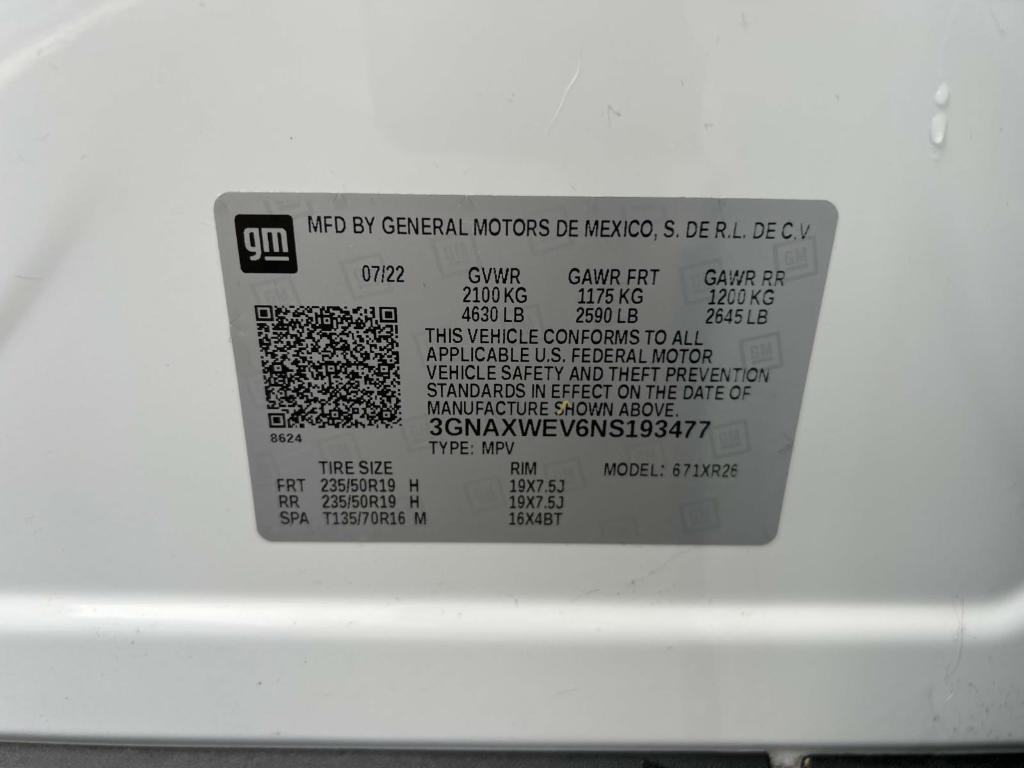 gm
MFD BY GENERAL MOTORS DE MEXICO, S. DE R.L. DE C.V.
07/22 GVWR GAWR FRT GAWR RR
2100 KG 1175 KG 1200 KG
4630 LB 2590 LB 2645 LB
THIS VEHICLE CONFORMS TO ALL
APPLICABLE U.S. FEDERAL MOTOR
VEHICLE SAFETY AND THEFT PREVENTION
STANDARDS IN EFFECT ON THE DATE OF
MANUFACTURE SHOWN ABOVE.
3GNAXWEV6NS193477
8624
TYPE: MPV
TIRE SIZE RIM MODEL: 671XR26
FRT 235/50R19 H 19X7.5J
RR 235/50R19 H 19X7.5J
SPA T135/70R16 M 16X4BT